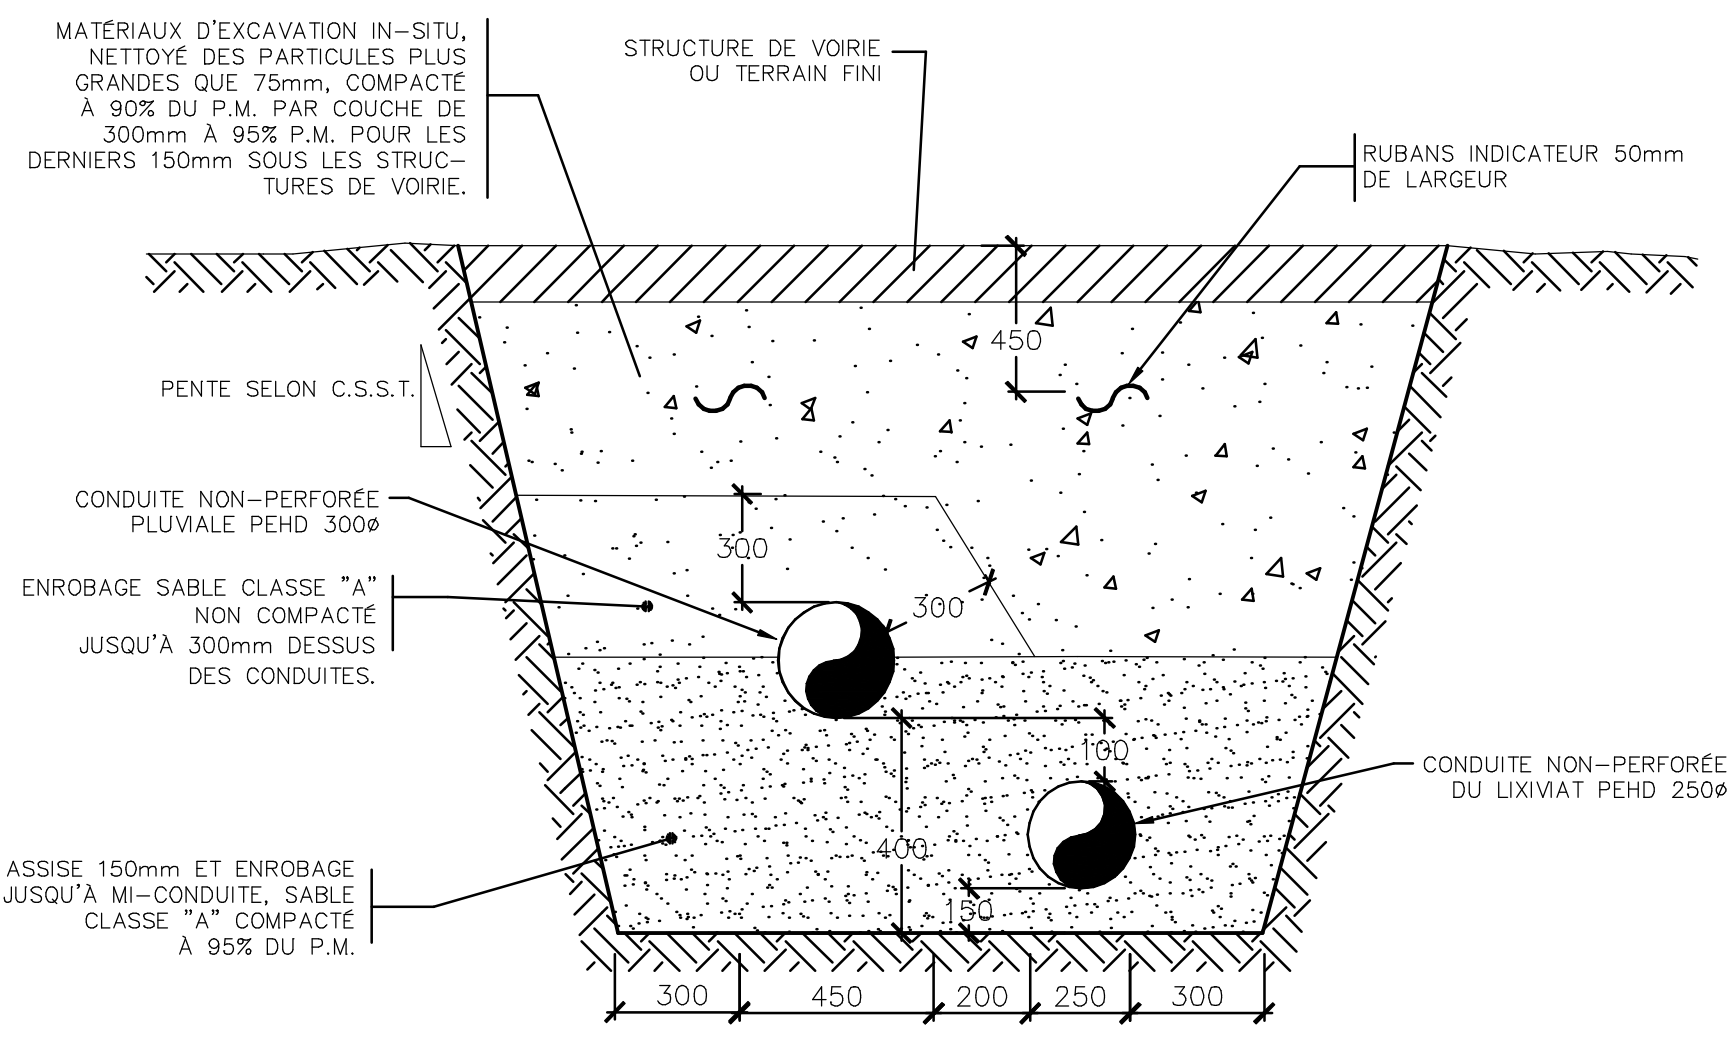 MATÉRIAUX D'EXCAVATION IN-SITU,
NETTOYÉ DES PARTICULES PLUS
GRANDES QUE 75mm, COMPACTÉ
À 90% DU P.M. PAR COUCHE DE
300mm À 95% P.M. POUR LES
DERNIERS 150mm SOUS LES STRUC-
TURES DE VOIRIE.
STRUCTURE DE VOIRIE
OU TERRAIN FINI
RUBANS INDICATEUR 50mm
DE LARGEUR
450
PENTE SELON C.S.S.T.
CONDUITE NON-PERFORÉE
PLUVIALE PEHD 300ø
300
ENROBAGE SABLE CLASSE "A"
NON COMPACTÉ
JUSQU'À 300mm DESSUS
DES CONDUITES.
300
100
CONDUITE NON-PERFORÉE
DU LIXIVIAT PEHD 250ø
400
ASSISE 150mm ET ENROBAGE
JUSQU'À MI-CONDUITE, SABLE
CLASSE "A" COMPACTÉ
À 95% DU P.M.
150
300 450 200 250 300